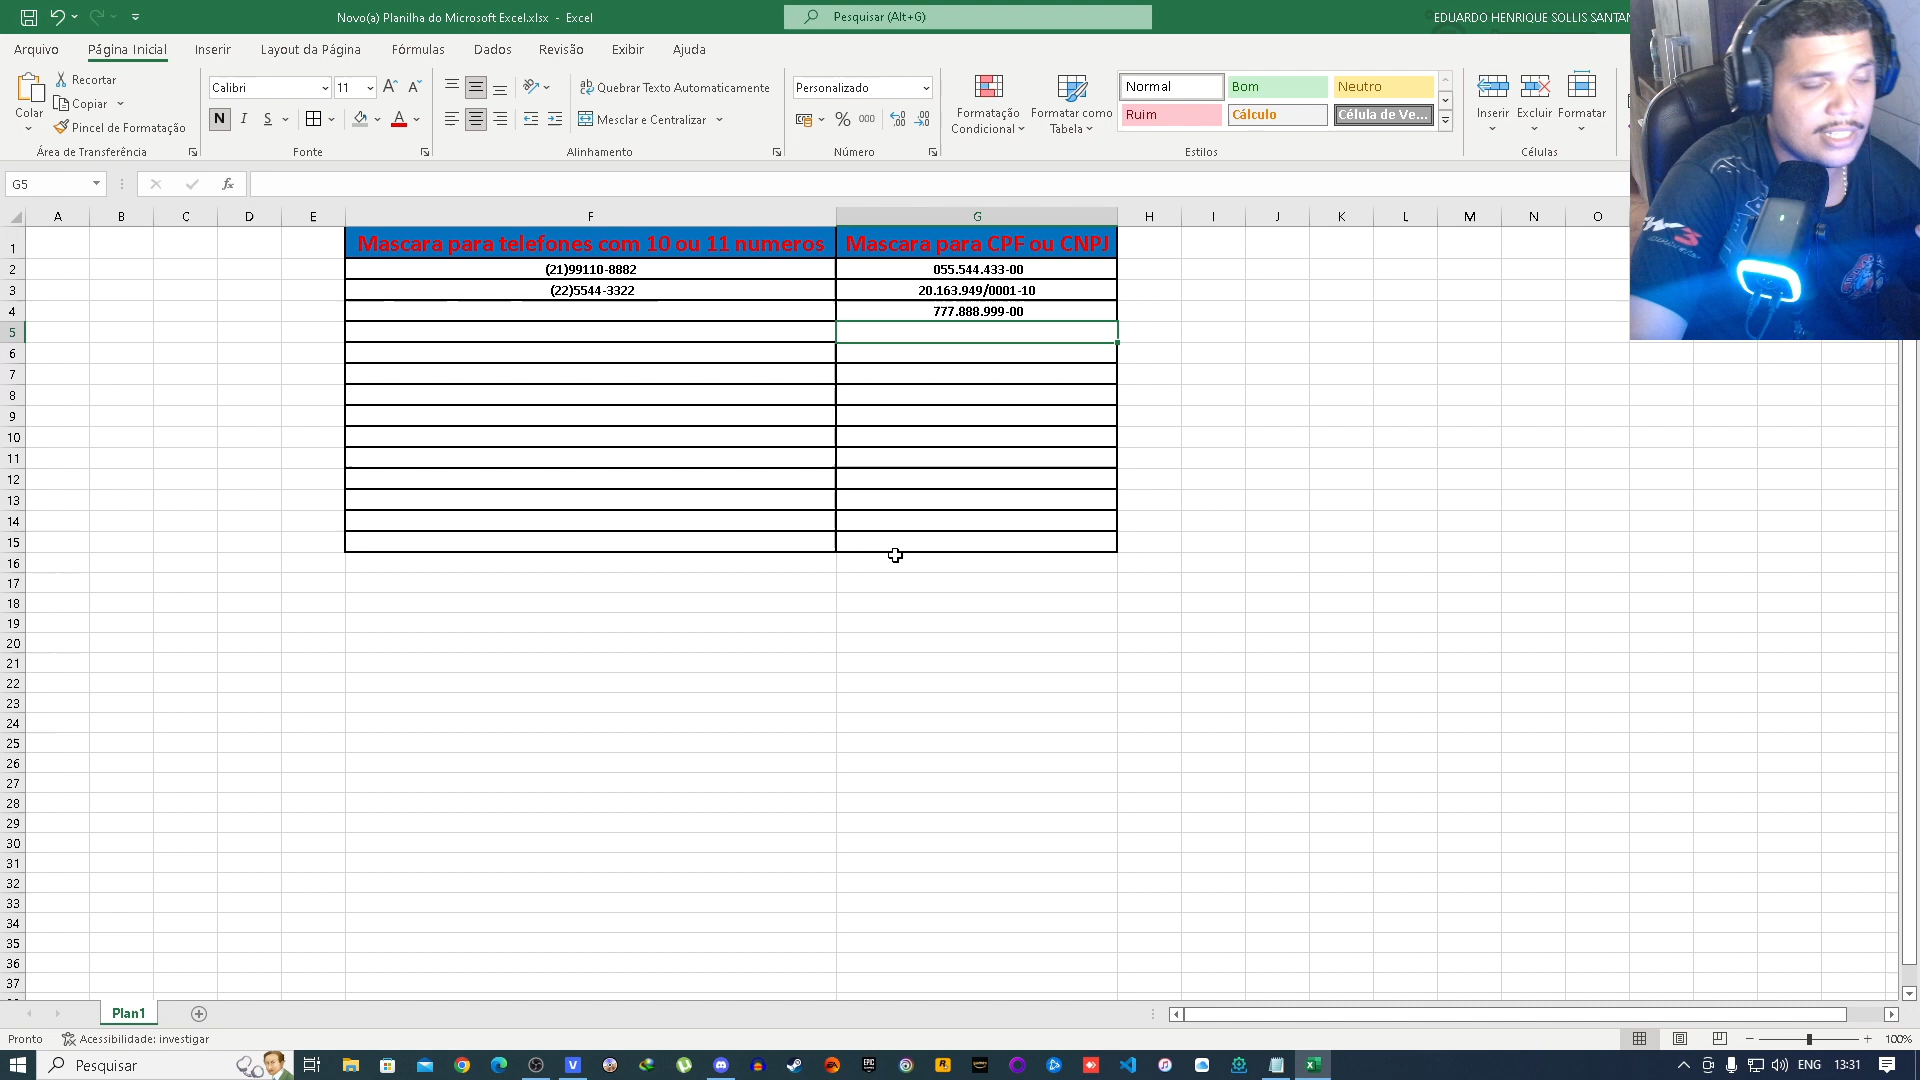 Novo(a) Planilha do Microsoft Excel.xlsx - Excel
Pesquisar (Alt+G)
EDUARDO HENRIQUE SOLLIS SANTAN
Arquivo Página Inicial Inserir Layout da Página Fórmulas Dados Revisão Exibir Ajuda
Colar
Recortar
Copiar
Pincel de Formatação
Área de Transferência
Calibri 11
N I S
Fonte
Quebrar Texto Automaticamente
Mesclar e Centralizar
Alinhamento
Personalizado
% 000
Número
Formatação Condicional
Formatar como Tabela
Normal Bom Neutro
Ruim Cálculo Célula de Ve...
Estilos
Inserir Excluir Formatar
Células
G5
fx
A B C D E F G H I J K L M N O
1 Mascara para telefones com 10 ou 11 numeros Mascara para CPF ou CNPJ
2 (21)99110-8882 055.544.433-00
3 (22)5544-3322 20.163.949/0001-10
4 777.888.999-00
5
6
7
8
9
10
11
12
13
14
15
16
17
18
19
20
21
22
23
24
25
26
27
28
29
30
31
32
33
34
35
36
37
Plan1
Pronto Acessibilidade: investigar 100%
Pesquisar ENG 13:31